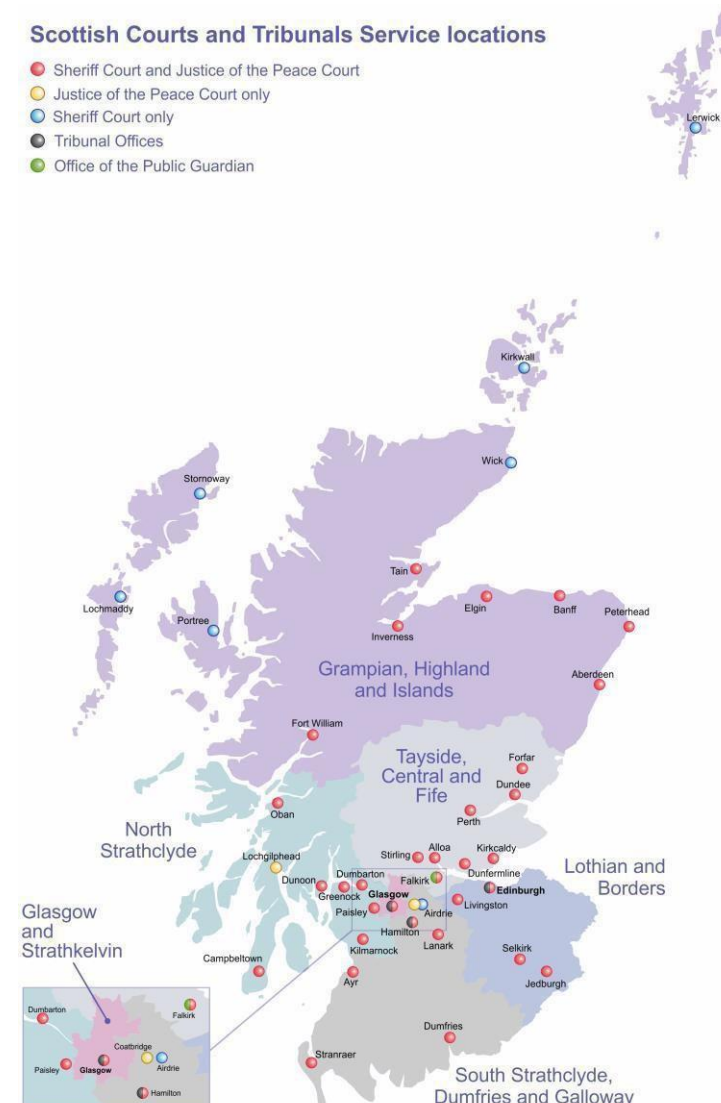 Scottish Courts and Tribunals Service locations
Sheriff Court and Justice of the Peace Court
Justice of the Peace Court only
Sheriff Court only
Tribunal Offices
Office of the Public Guardian
Lerwick
Kirkwall
Wick
Stornoway
Tain
Lochmaddy
Portree
Elgin
Banff
Peterhead
Inverness
Grampian, Highland
and Islands
Aberdeen
Fort William
Tayside,
Central and
Fife
Forfar
Dundee
Oban
Perth
North
Strathclyde
Stirling
Alloa
Kirkcaldy
Lochgilphead
Dunfermline
Lothian and
Borders
Dunoon
Dumbarton
Falkirk
Greenock
Glasgow
Edinburgh
Paisley
Airdrie
Livingston
Glasgow
and
Strathkelvin
Hamilton
Lanark
Kilmarnock
Selkirk
Campbeltown
Ayr
Jedburgh
Dumbarton
Falkirk
Coatbridge
Paisley
Glasgow
Airdrie
Hamilton
Dumfries
Stranraer
South Strathclyde,
Dumfries and Galloway